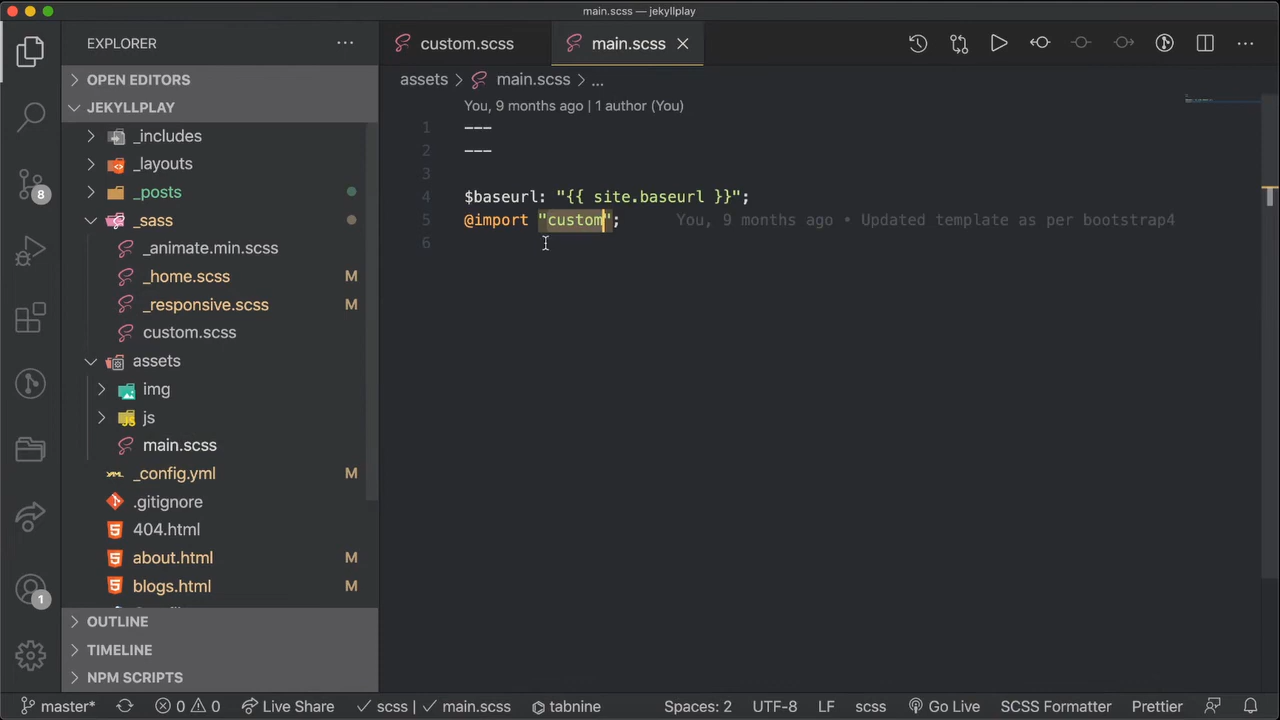 main.scss — jekyllplay
EXPLORER
OPEN EDITORS
JEKYLLPLAY
_includes
_layouts
_posts
_sass
_animate.min.scss
_home.scss M
_responsive.scss M
custom.scss
assets
img
js
main.scss
_config.yml M
.gitignore
404.html
about.html M
blogs.html M
OUTLINE
TIMELINE
NPM SCRIPTS
custom.scss
main.scss
assets > main.scss > ...
You, 9 months ago | 1 author (You)
1 ---
2 ---
3
4 $baseurl: "{{ site.baseurl }}";
5 @import "custom"; You, 9 months ago • Updated template as per bootstrap4
6
8
1
master* 0 0 Live Share scss | main.scss tabnine Spaces: 2 UTF-8 LF scss Go Live SCSS Formatter Prettier